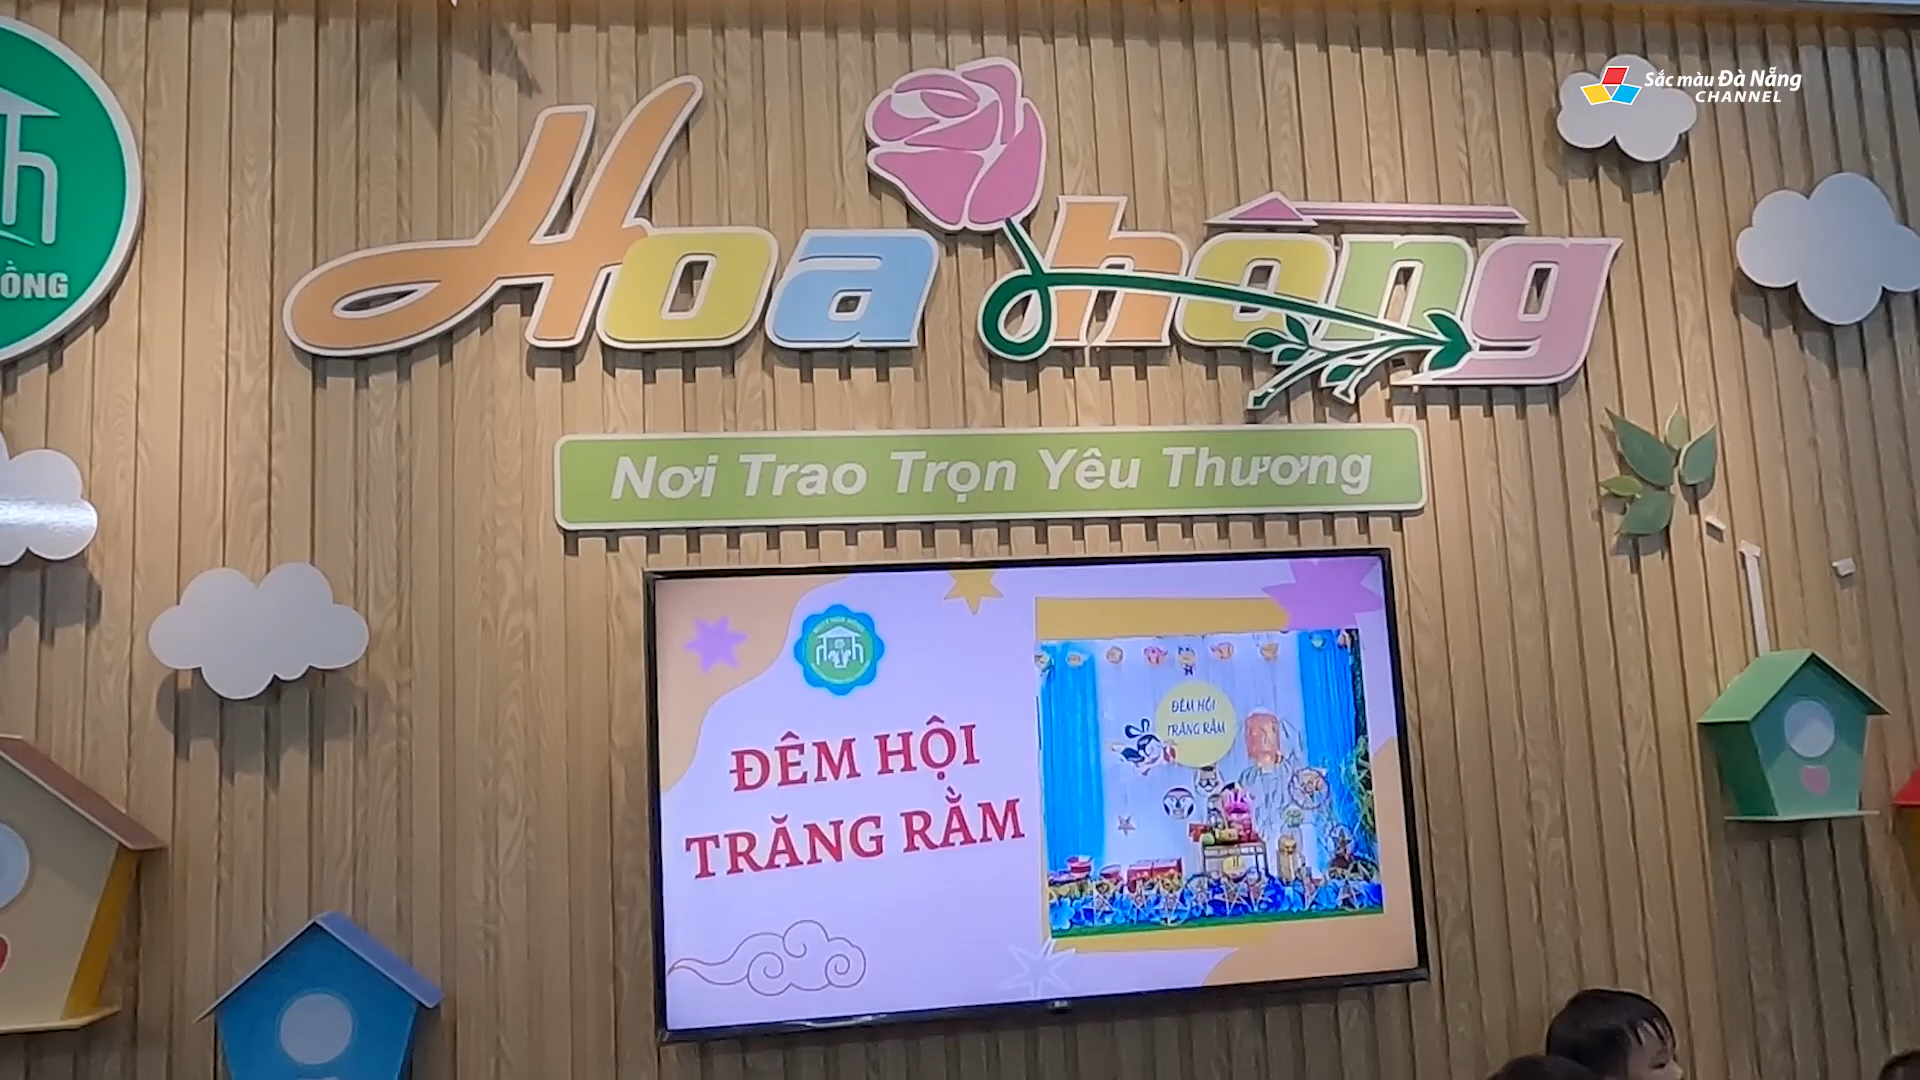 Sắc màu Đà Nẵng
CHANNEL
h
ỒNG
Hoa hồng
Nơi Trao Trọn Yêu Thương
ĐÊM HỘI
TRĂNG RẰM
ĐÊM HỘI
TRĂNG RẰM